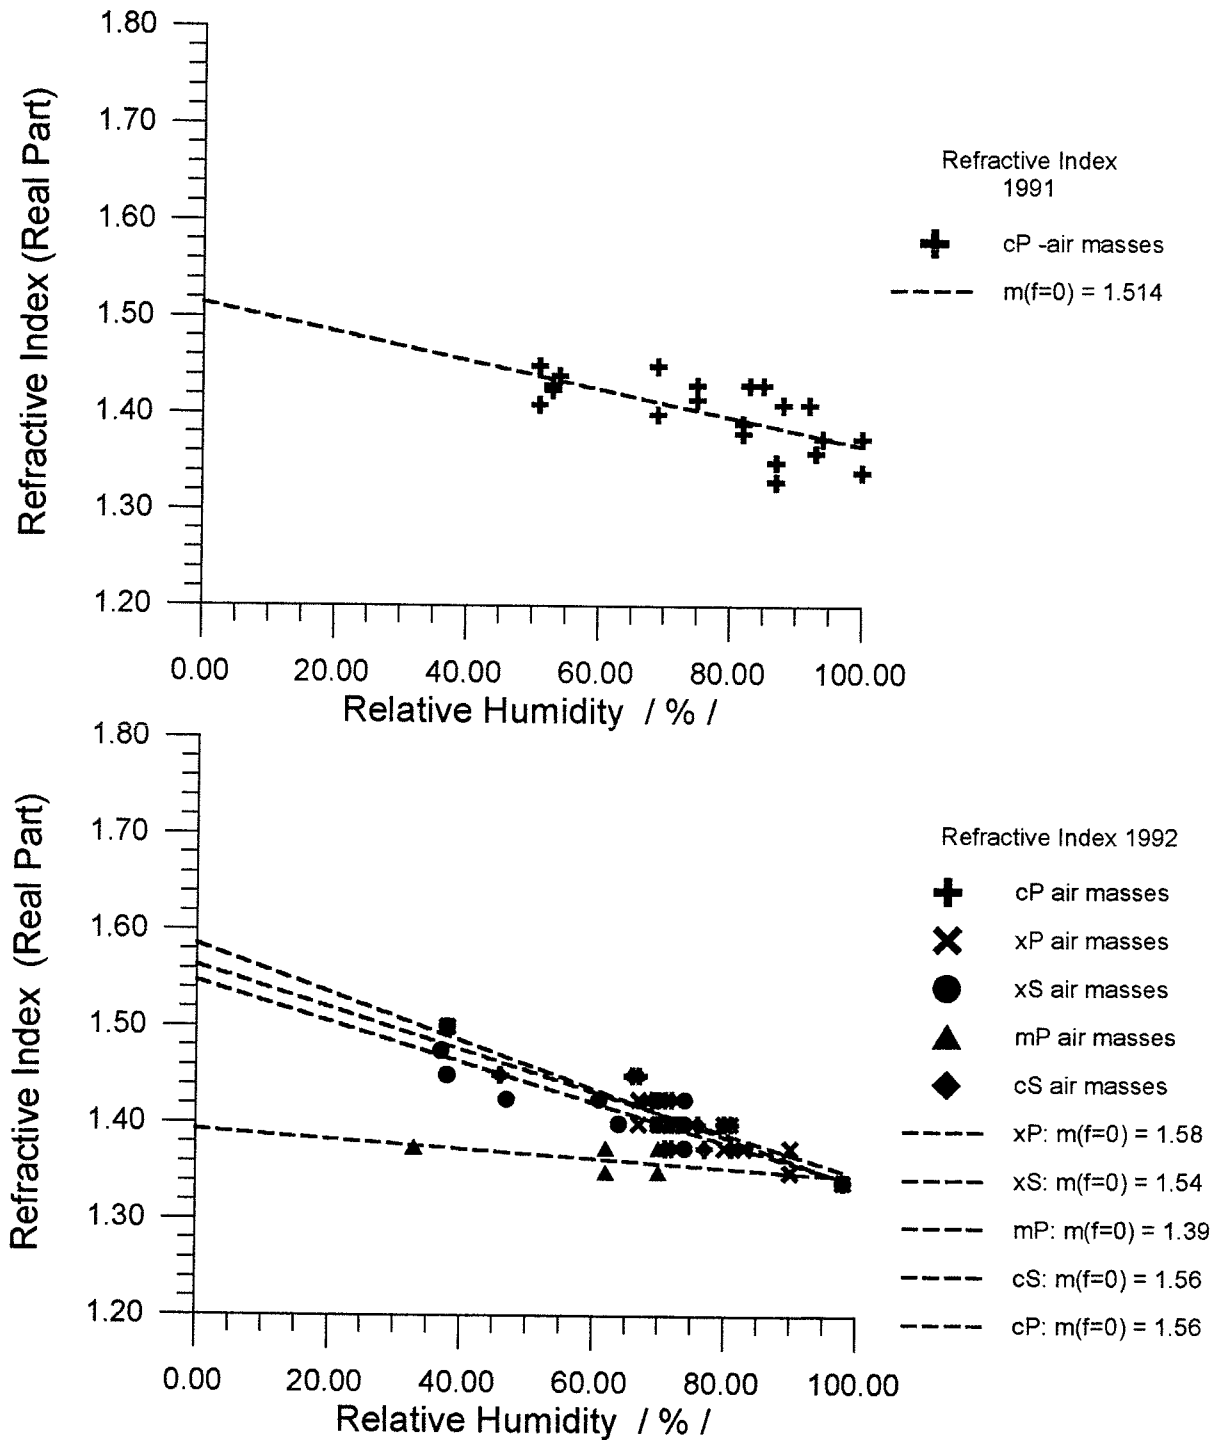 1.80
1.70
1.60
1.50
1.40
1.30
1.20
Refractive Index (Real Part)
0.00 20.00 40.00 60.00 80.00 100.00
Relative Humidity / % /
Refractive Index
1991
cP -air masses
m(f=0) = 1.514
1.80
1.70
1.60
1.50
1.40
1.30
1.20
Refractive Index (Real Part)
0.00 20.00 40.00 60.00 80.00 100.00
Relative Humidity / % /
Refractive Index 1992
cP air masses
xP air masses
xS air masses
mP air masses
cS air masses
xP: m(f=0) = 1.58
xS: m(f=0) = 1.54
mP: m(f=0) = 1.39
cS: m(f=0) = 1.56
cP: m(f=0) = 1.56